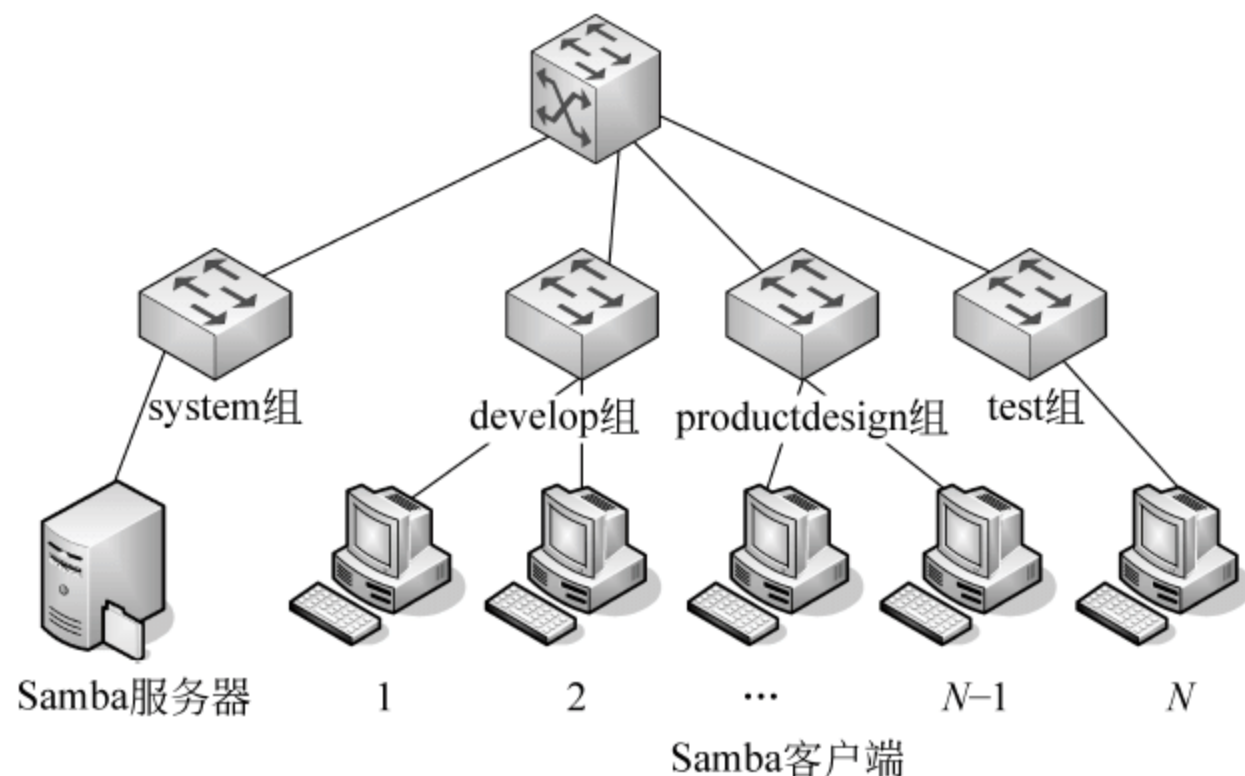 system组
develop组
productdesign组
test组
Samba服务器
1
2
...
N–1
N
Samba客户端